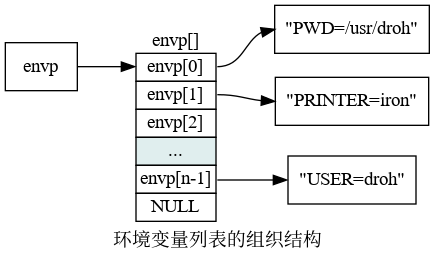 envp[]
envp
envp[0]
envp[1]
envp[2]
...
envp[n-1]
NULL
"PWD=/usr/droh"
"PRINTER=iron"
"USER=droh"
环境变量列表的组织结构